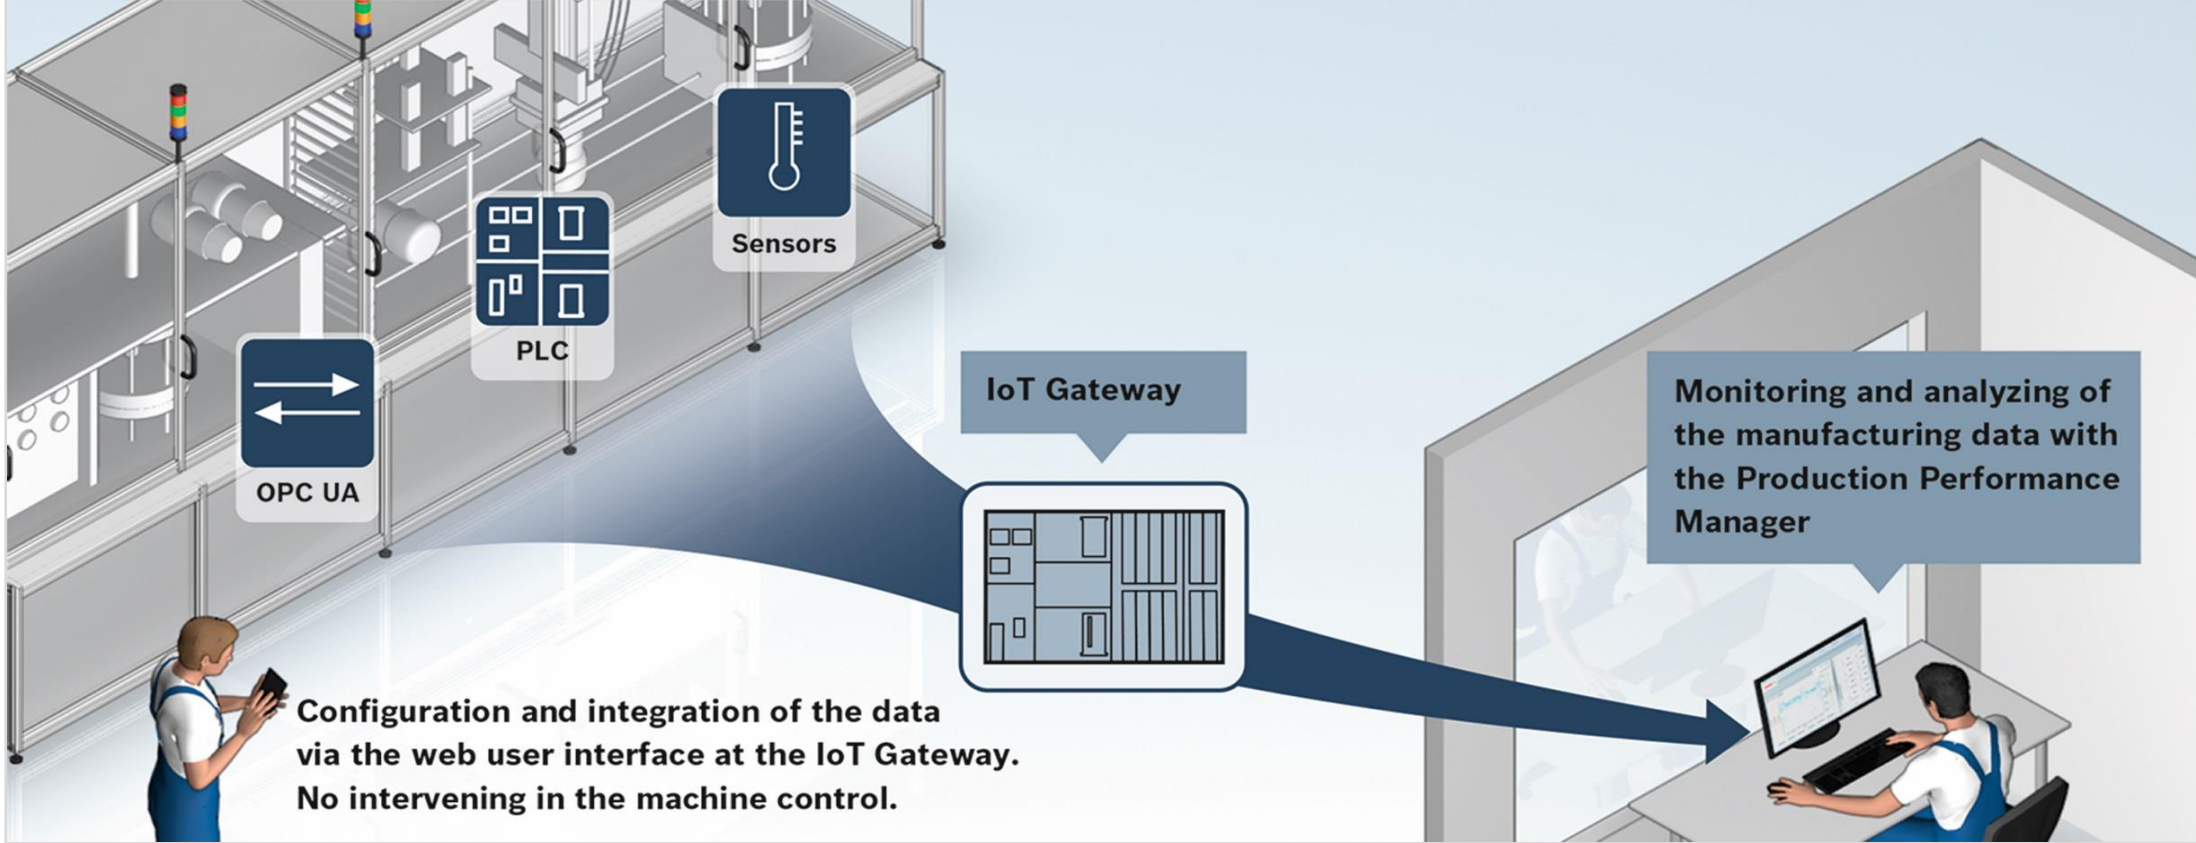 Sensors
PLC
OPC UA
IoT Gateway
Monitoring and analyzing of
the manufacturing data with
the Production Performance
Manager
Configuration and integration of the data
via the web user interface at the IoT Gateway.
No intervening in the machine control.